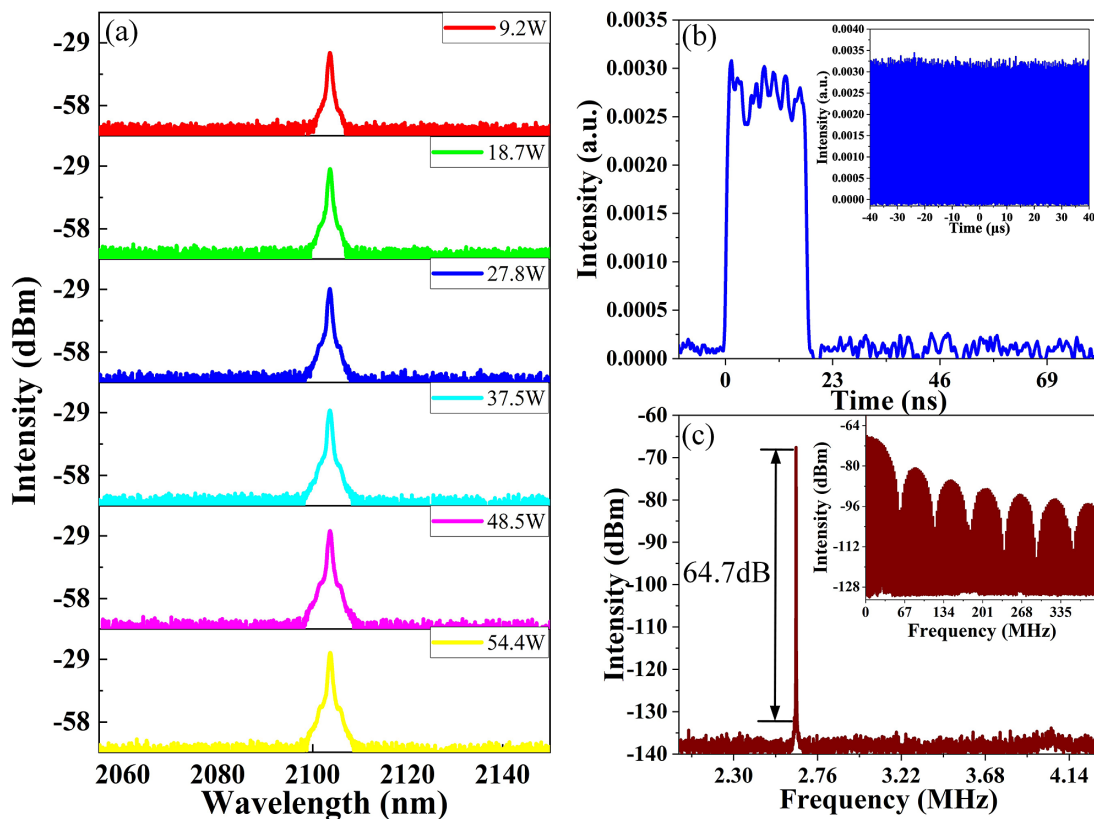 (a)
9.2W
-29
-58
18.7W
-29
-58
27.8W
-29
-58
37.5W
-29
-58
48.5W
-29
-58
54.4W
-29
-58
Intensity (dBm)
2060 2080 2100 2120 2140
Wavelength (nm)
(b)
0.0035
0.0030
0.0025
0.0020
0.0015
0.0010
0.0005
0.0000
Intensity (a.u.)
0 23 46 69
Time (ns)
0.0040
0.0035
0.0030
0.0025
0.0020
0.0015
0.0010
0.0005
0.0000
Intensity (a.u.)
-40 -30 -20 -10 0 10 20 30 40
Time (μs)
(c)
-60
-70
-80
-90
-100
-110
-120
-130
-140
Intensity (dBm)
64.7dB
2.30 2.76 3.22 3.68 4.14
Frequency (MHz)
-64
-80
-96
-112
-128
Intensity (dBm)
0 67 134 201 268 335
Frequency (MHz)